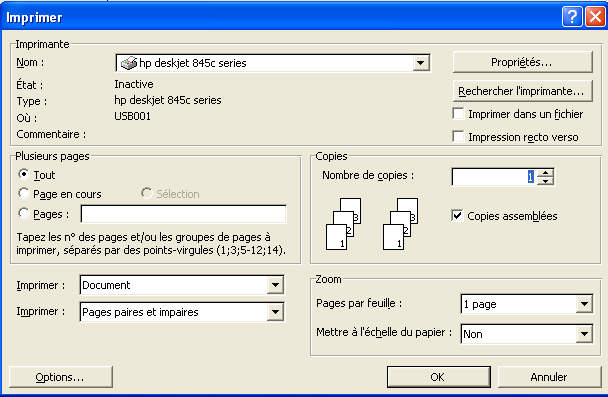 Imprimer
Imprimante
Nom :
hp deskjet 845c series
Propriétés...
État :
Inactive
Rechercher l'imprimante...
Type :
hp deskjet 845c series
Où :
USB001
Imprimer dans un fichier
Commentaire :
Impression recto verso
Plusieurs pages
Tout
Page en cours
Sélection
Pages :
Tapez les n° des pages et/ou les groupes de pages à
imprimer, séparés par des points-virgules (1;3;5-12;14).
Copies
Nombre de copies :
1
3
2
1
3
2
1
Copies assemblées
Imprimer :
Document
Imprimer :
Pages paires et impaires
Zoom
Pages par feuille :
1 page
Mettre à l'échelle du papier :
Non
Options...
OK
Annuler